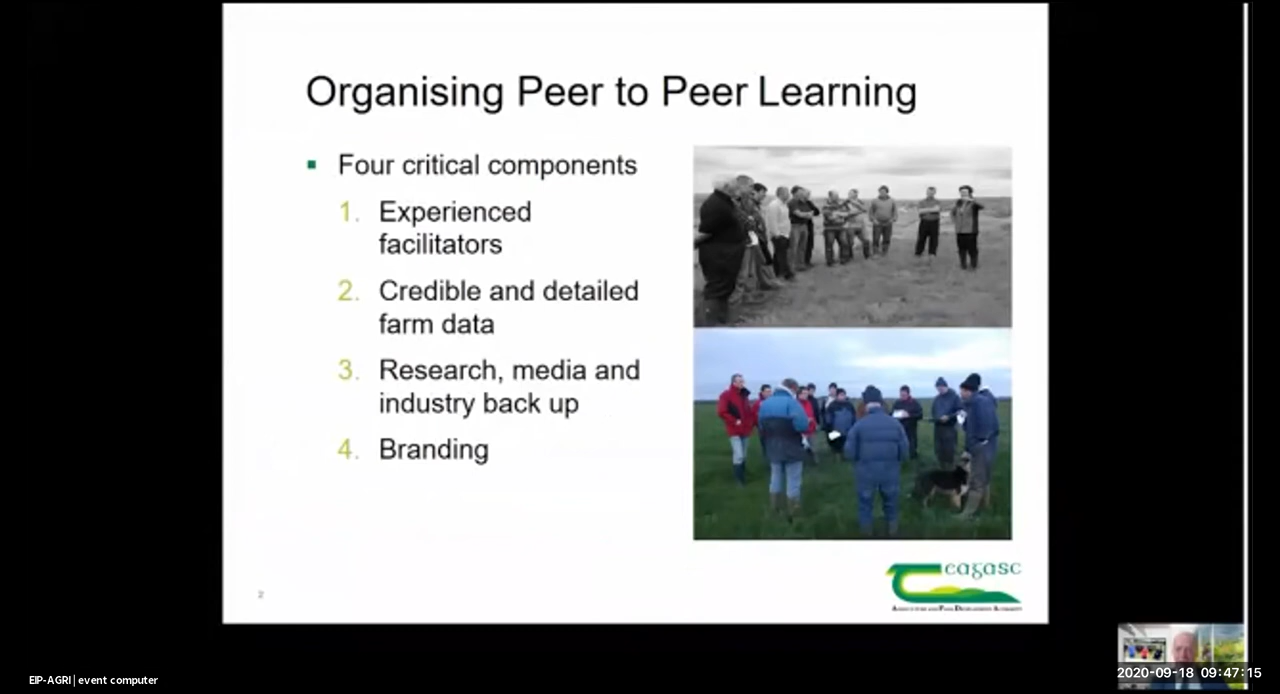 Organising Peer to Peer Learning
▪ Four critical components
1. Experienced
facilitators
2. Credible and detailed
farm data
3. Research, media and
industry back up
4. Branding
2
eagasc
Agriculture and Food Development Authority
2020-09-18 09:47:15
EIP-AGRI | event computer